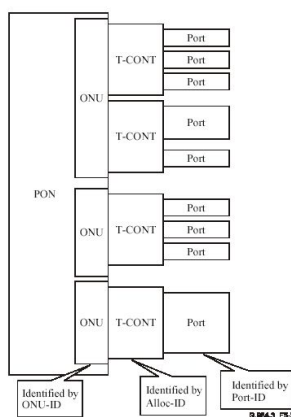 PON
ONU
T-CONT
Port
Port
Port
T-CONT
Port
Port
ONU
T-CONT
Port
Port
Port
ONU
T-CONT
Port
Identified by
ONU-ID
Identified by
Alloc-ID
Identified by
Port-ID